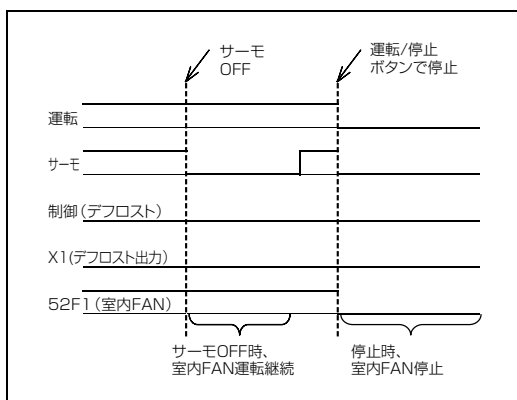 サーモ
OFF
運転/停止
ボタンで停止
運転
サーモ
制御(デフロスト)
X1(デフロスト出力)
52F1(室内FAN)
サーモOFF時、
室内FAN運転継続
停止時、
室内FAN停止